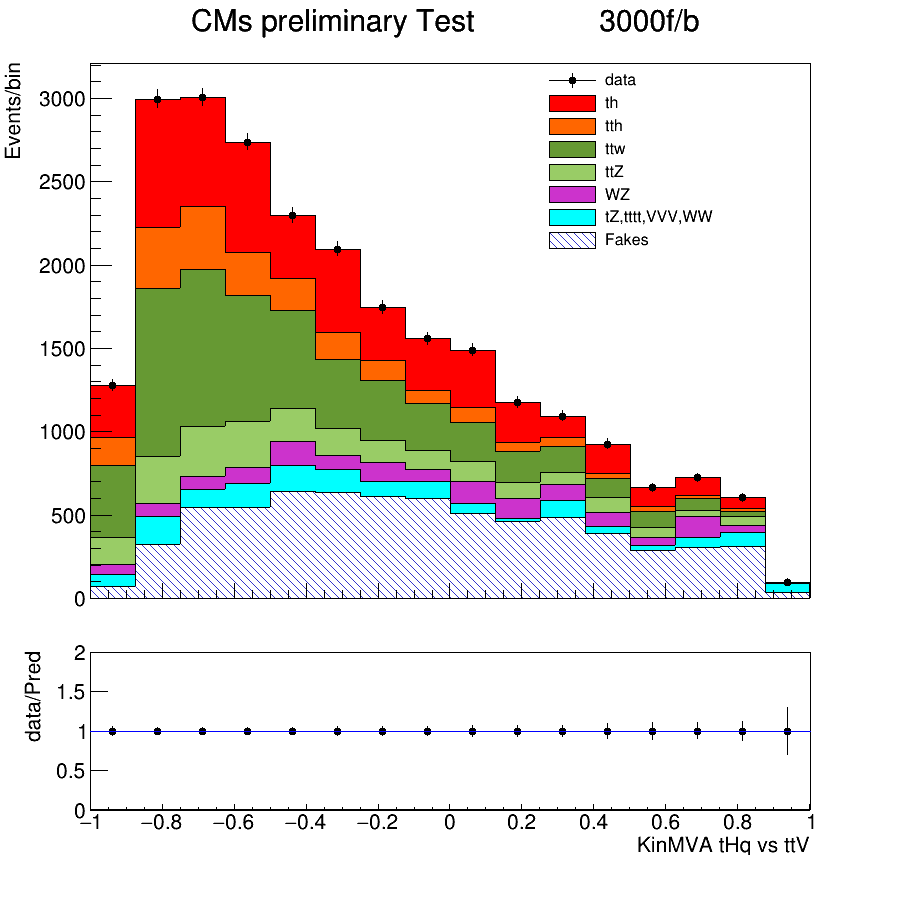 CMs preliminary Test 3000f/b
Events/bin
3000
2500
2000
1500
1000
500
0
data
th
tth
ttw
ttZ
WZ
tZ,tttt,VVV,WW
Fakes
data/Pred
2
1.5
1
0.5
0
−1 −0.8 −0.6 −0.4 −0.2 0 0.2 0.4 0.6 0.8 1
KinMVA tHq vs ttV